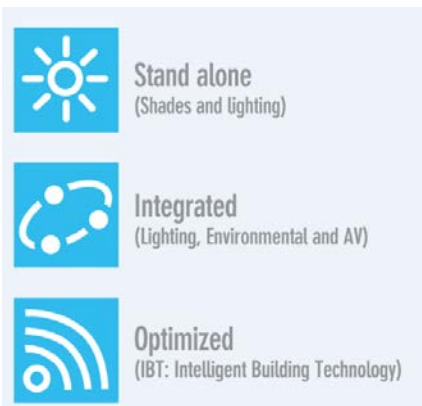 Stand alone
(Shades and lighting)
Integrated
(Lighting, Environmental and AV)
Optimized
(IBT: Intelligent Building Technology)